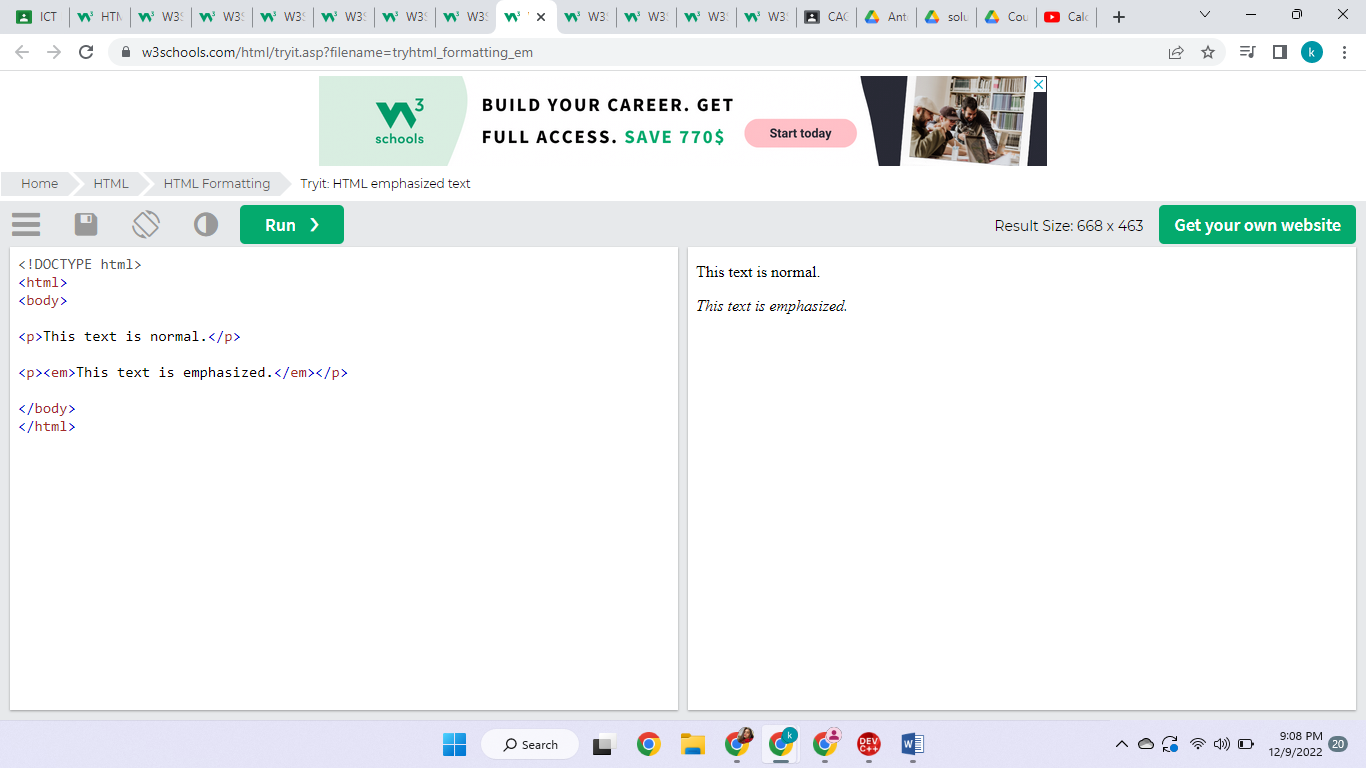 ICT
HTM
W3S
W3S
W3S
W3S
W3S
W3S
W3S
W3S
W3S
W3S
CAC
Ant
solu
Cou
Calc
w3schools.com/html/tryit.asp?filename=tryhtml_formatting_em
k
3
schools
BUILD YOUR CAREER. GET
FULL ACCESS. SAVE 770$
Start today
Home
HTML
HTML Formatting
Tryit: HTML emphasized text
Run ❯
Result Size: 668 x 463
Get your own website
<!DOCTYPE html>
<html>
<body>
<p>This text is normal.</p>
<p><em>This text is emphasized.</em></p>
</body>
</html>
This text is normal.
This text is emphasized.
Search
k
DEV
C++
W
9:08 PM
12/9/2022
20